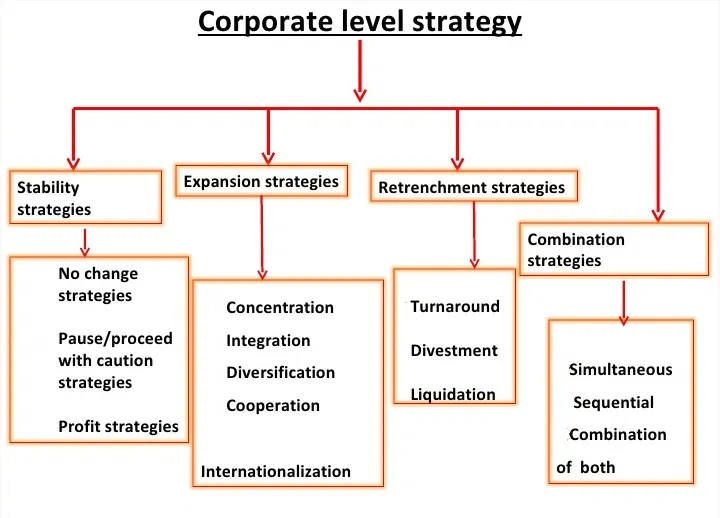 Corporate level strategy
Stability
strategies
Expansion strategies
Retrenchment strategies
Combination
strategies
No change
strategies
Pause/proceed
with caution
strategies
Profit strategies
Concentration
Integration
Diversification
Cooperation
Internationalization
Turnaround
Divestment
Liquidation
Simultaneous
Sequential
Combination
of both